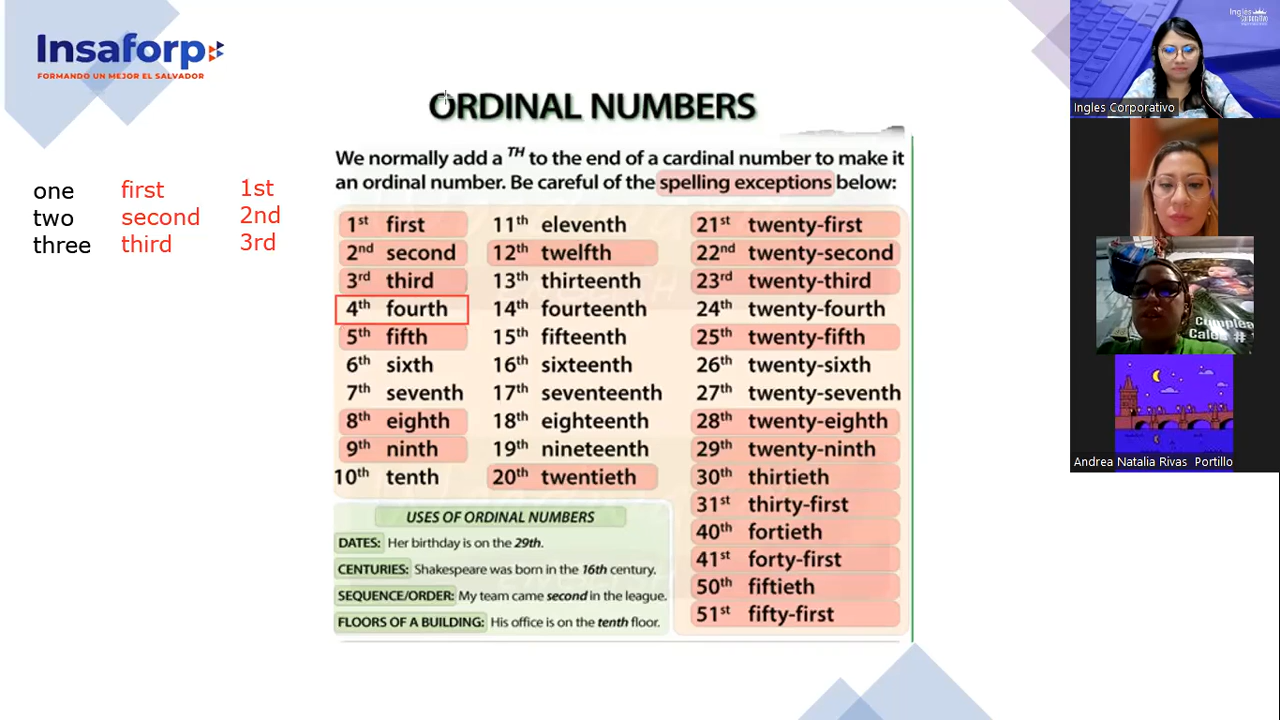 Insaforp
FORMANDO UN MEJOR EL SALVADOR
ORDINAL NUMBERS
We normally add a TH to the end of a cardinal number to make it
an ordinal number. Be careful of the spelling exceptions below:
one first 1st
two second 2nd
three third 3rd
1st first
2nd second
3rd third
4th fourth
5th fifth
6th sixth
7th seventh
8th eighth
9th ninth
10th tenth
11th eleventh
12th twelfth
13th thirteenth
14th fourteenth
15th fifteenth
16th sixteenth
17th seventeenth
18th eighteenth
19th nineteenth
20th twentieth
21st twenty-first
22nd twenty-second
23rd twenty-third
24th twenty-fourth
25th twenty-fifth
26th twenty-sixth
27th twenty-seventh
28th twenty-eighth
29th twenty-ninth
30th thirtieth
31st thirty-first
40th fortieth
41st forty-first
50th fiftieth
51st fifty-first
USES OF ORDINAL NUMBERS
DATES: Her birthday is on the 29th.
CENTURIES: Shakespeare was born in the 16th century.
SEQUENCE/ORDER: My team came second in the league.
FLOORS OF A BUILDING: His office is on the tenth floor.
Ingles Corporativo
Andrea Natalia Rivas Portillo